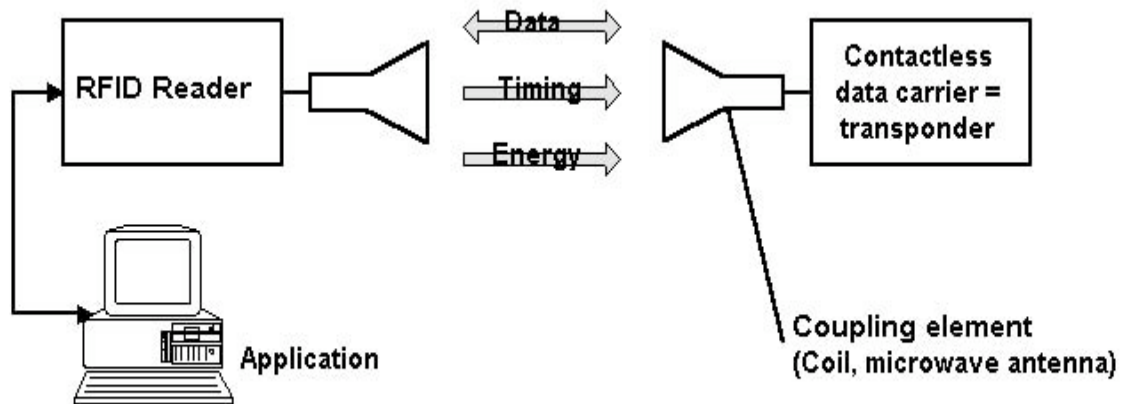 Data
RFID Reader
Timing
Energy
Contactless
data carrier =
transponder
Application
Coupling element
(Coil, microwave antenna)